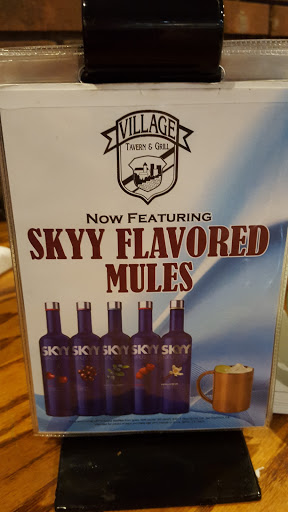 VILLAGE
TAVERN & GRILL
NOW FEATURING
SKYY FLAVORED
MULES
SKYY SKYY SKYY SKYY SKYY